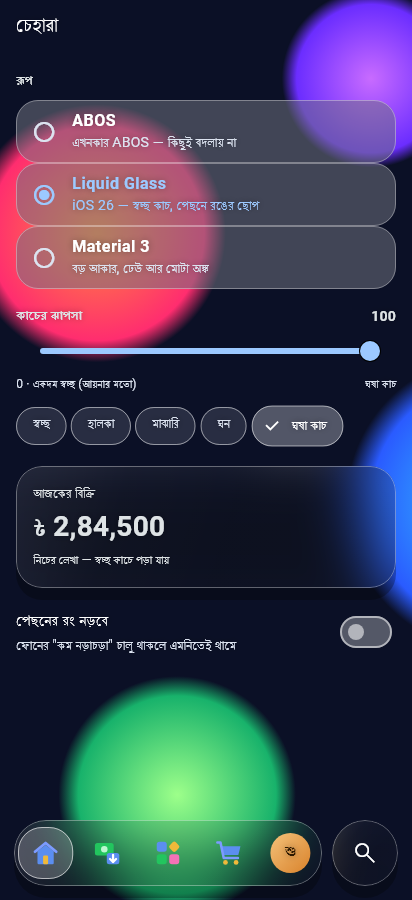 চেহারা
রূপ
ABOS
এখনকার ABOS — কিছুই বদলায় না
Liquid Glass
iOS 26 — স্বচ্ছ কাচ, পেছনে রঙের ছোপ
Material 3
বড় আকার, ঢেউ আর মোটা অঙ্ক
কাচের ঝাপসা 100
0 · একদম স্বচ্ছ (আয়নার মতো) ঘষা কাচ
স্বচ্ছ হালকা মাঝারি ঘন ঘষা কাচ
আজকের বিক্রি
৳ 2,84,500
নিচের লেখা — স্বচ্ছ কাচে পড়া যায়
পেছনের রং নড়বে
ফোনের "কম নড়াচড়া" চালু থাকলে এমনিতেই থামে
শু